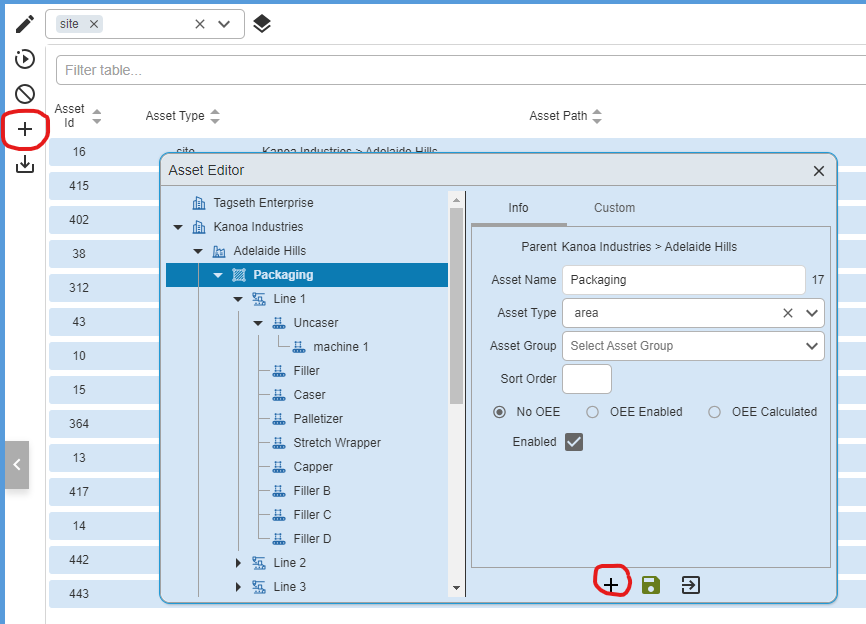 site
Filter table...
Asset Id
Asset Type
Asset Path
16
site
Kanoa Industries > Adelaide Hills
415
402
38
312
43
10
15
364
13
417
14
442
443
Asset Editor
Tagseth Enterprise
Kanoa Industries
Adelaide Hills
Packaging
Line 1
Uncaser
machine 1
Filler
Caser
Palletizer
Stretch Wrapper
Capper
Filler B
Filler C
Filler D
Line 2
Line 3
Info
Custom
Parent Kanoa Industries > Adelaide Hills
Asset Name Packaging 17
Asset Type area
Asset Group Select Asset Group
Sort Order
No OEE OEE Enabled OEE Calculated
Enabled